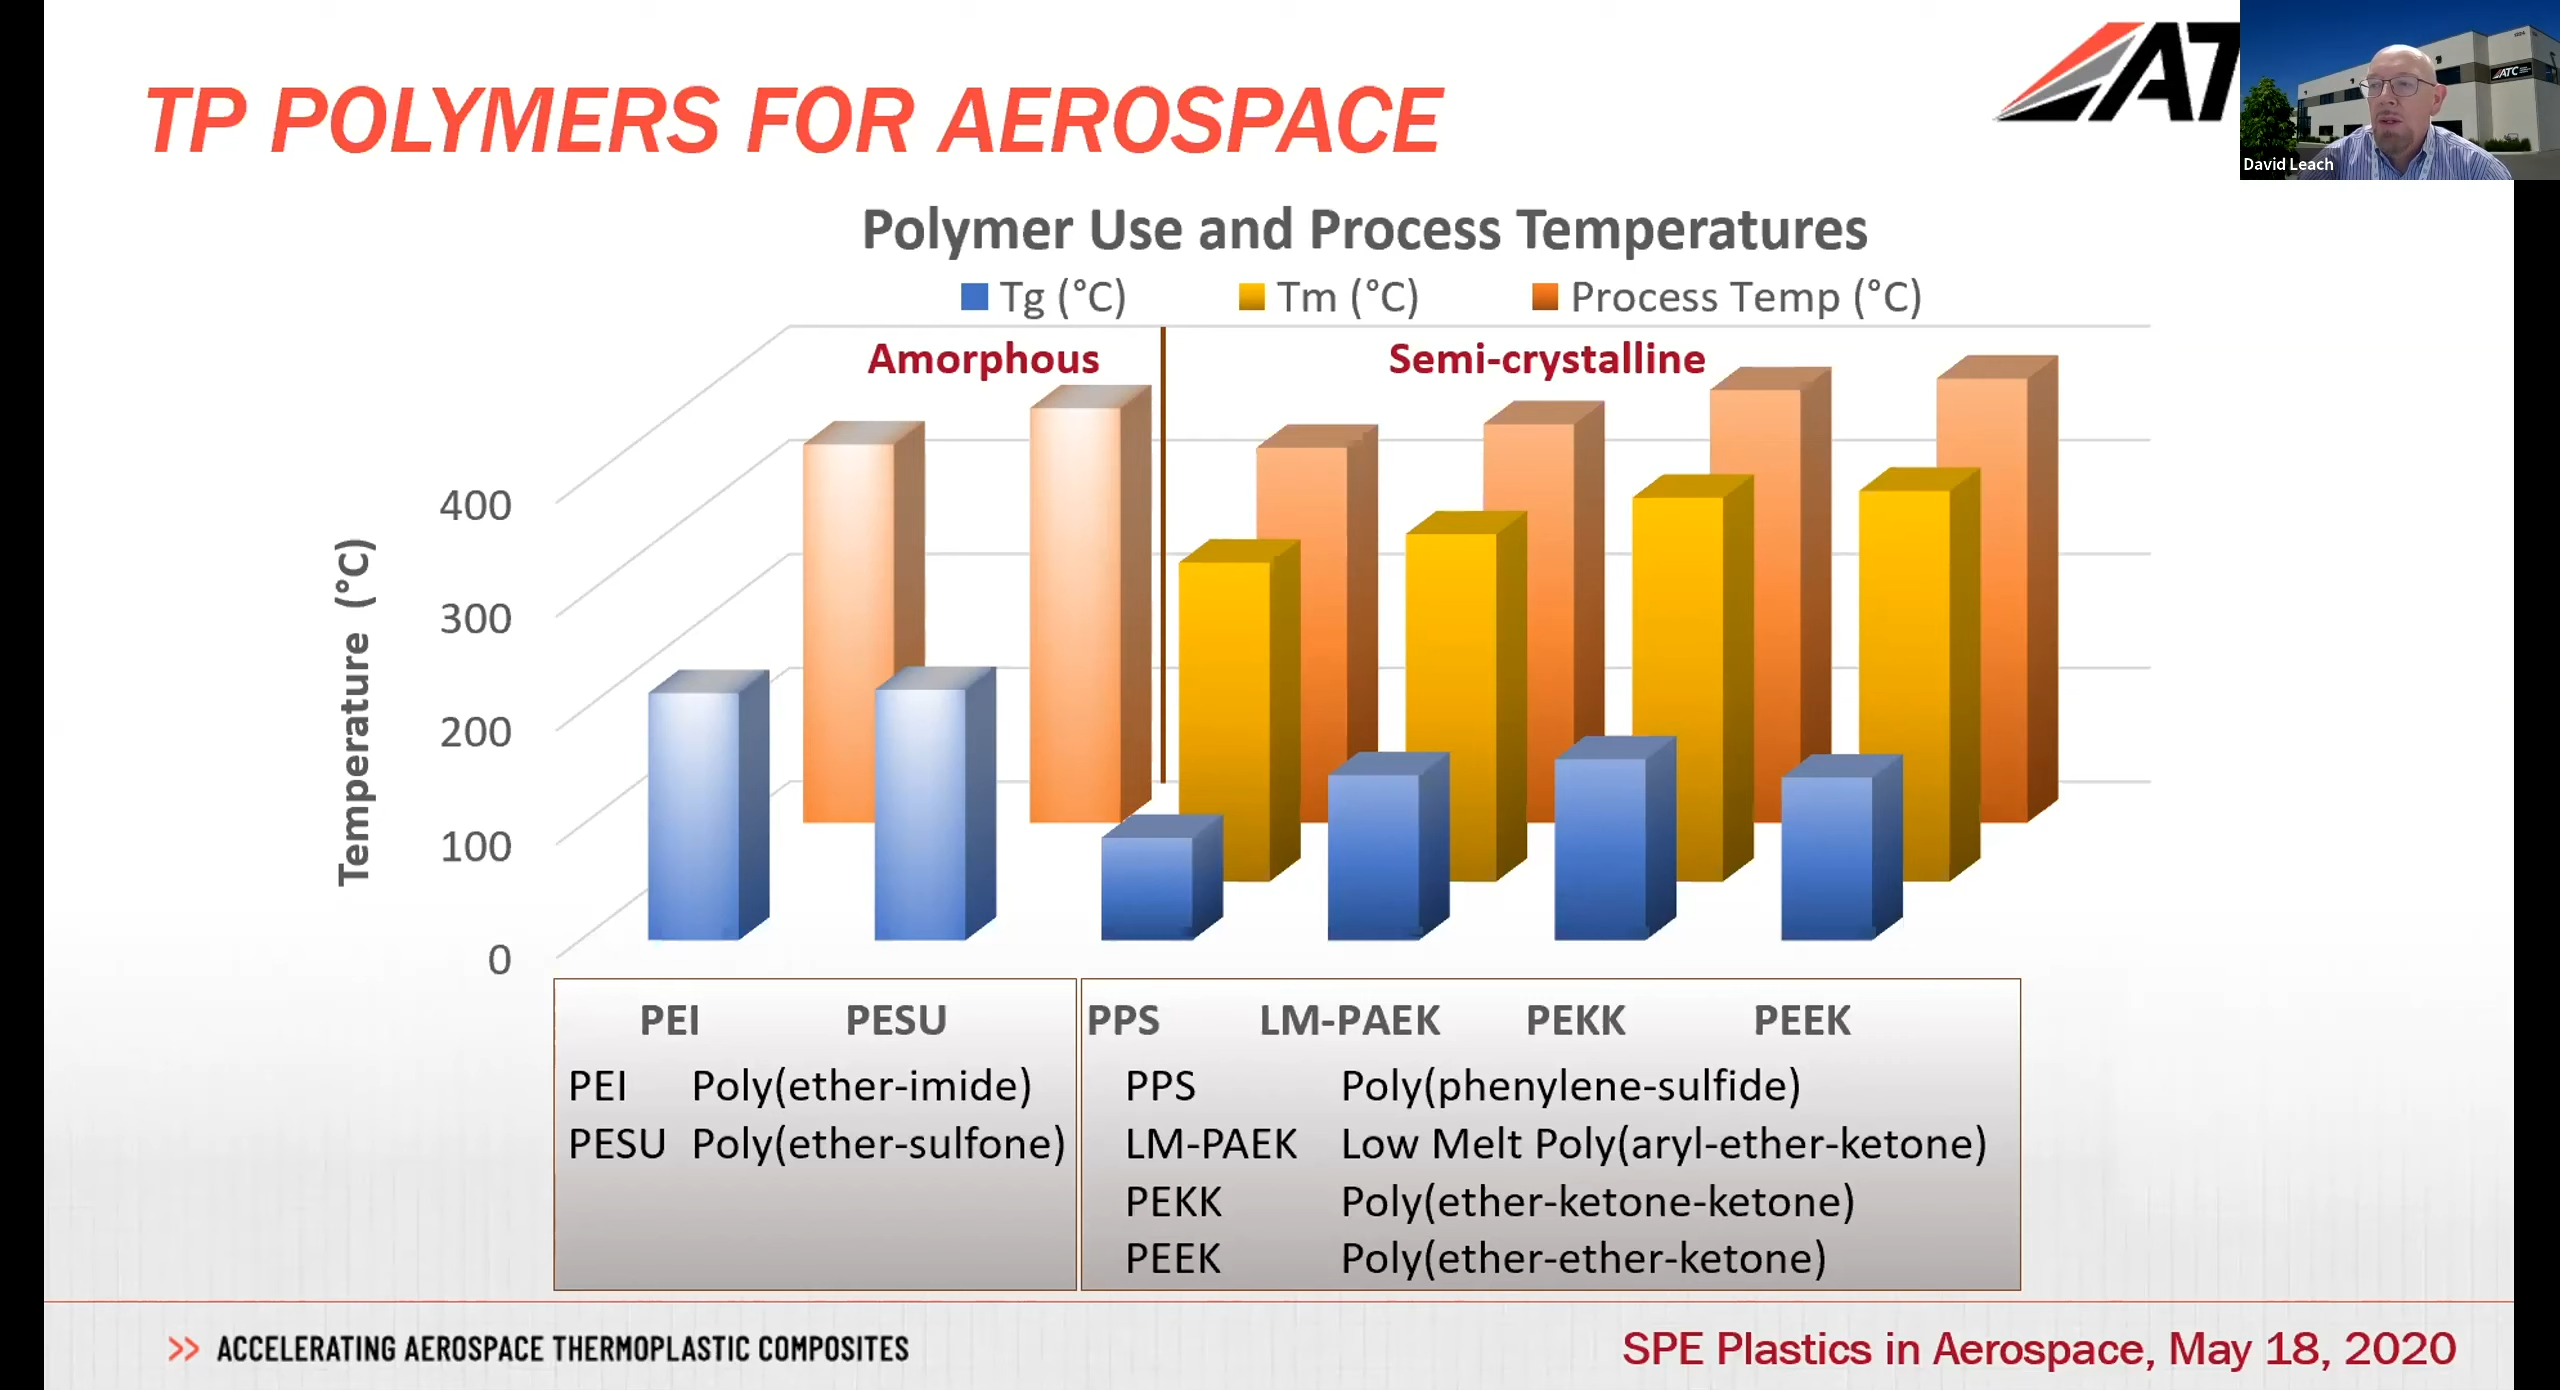 TP POLYMERS FOR AEROSPACE
AT
ATC
David Leach
Polymer Use and Process Temperatures
Tg (°C) Tm (°C) Process Temp (°C)
Amorphous Semi-crystalline
Temperature (°C)
400
300
200
100
0
PEI PESU PPS LM-PAEK PEKK PEEK
PEI Poly(ether-imide)
PESU Poly(ether-sulfone)
PPS Poly(phenylene-sulfide)
LM-PAEK Low Melt Poly(aryl-ether-ketone)
PEKK Poly(ether-ketone-ketone)
PEEK Poly(ether-ether-ketone)
>> ACCELERATING AEROSPACE THERMOPLASTIC COMPOSITES
SPE Plastics in Aerospace, May 18, 2020